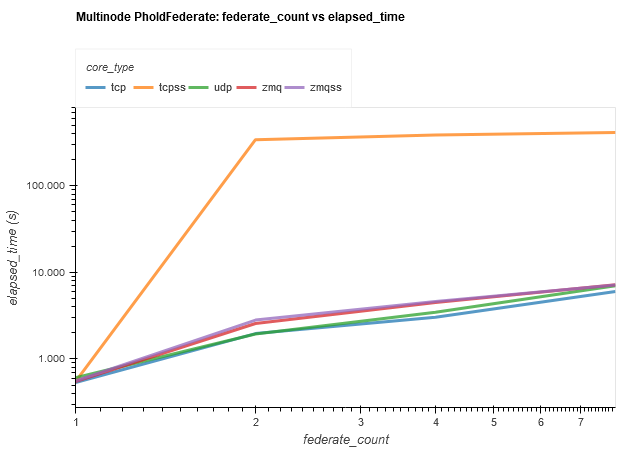 Multinode PholdFederate: federate_count vs elapsed_time
core_type
tcp tcpss udp zmq zmqss
elapsed_time (s)
100.000
10.000
1.000
1 2 3 4 5 6 7
federate_count